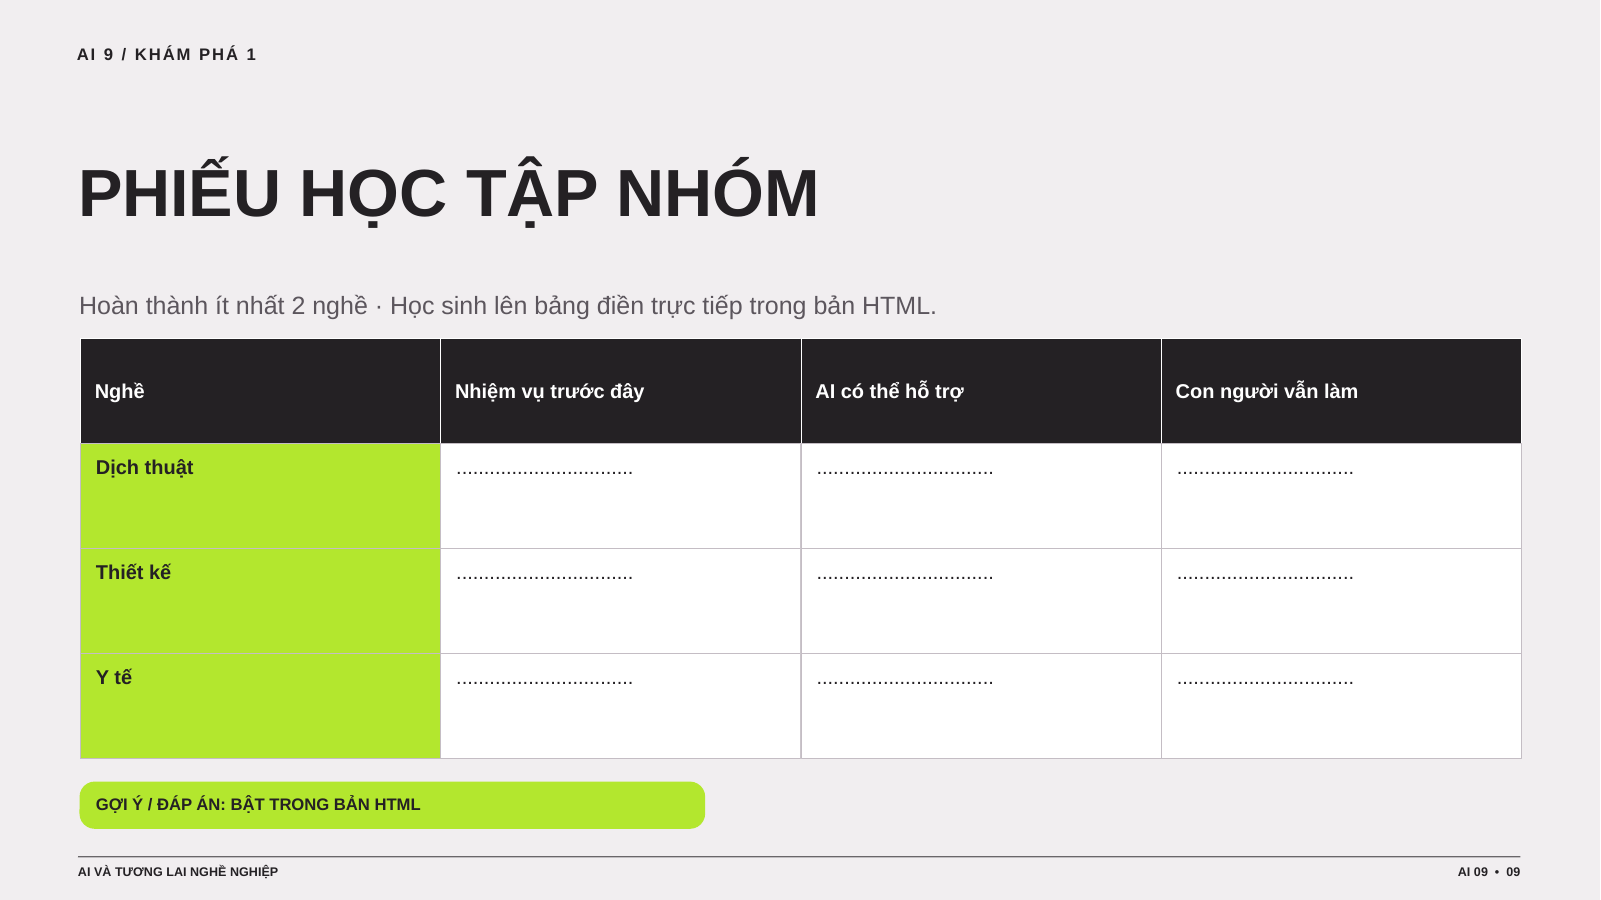 AI 9 / KHÁM PHÁ 1
PHIẾU HỌC TẬP NHÓM
Hoàn thành ít nhất 2 nghề · Học sinh lên bảng điền trực tiếp trong bản HTML.
Nghề Nhiệm vụ trước đây AI có thể hỗ trợ Con người vẫn làm
Dịch thuật ................................ ................................ ................................
Thiết kế ................................ ................................ ................................
Y tế ................................ ................................ ................................
GỢI Ý / ĐÁP ÁN: BẬT TRONG BẢN HTML
AI VÀ TƯƠNG LAI NGHỀ NGHIỆP AI 09 • 09